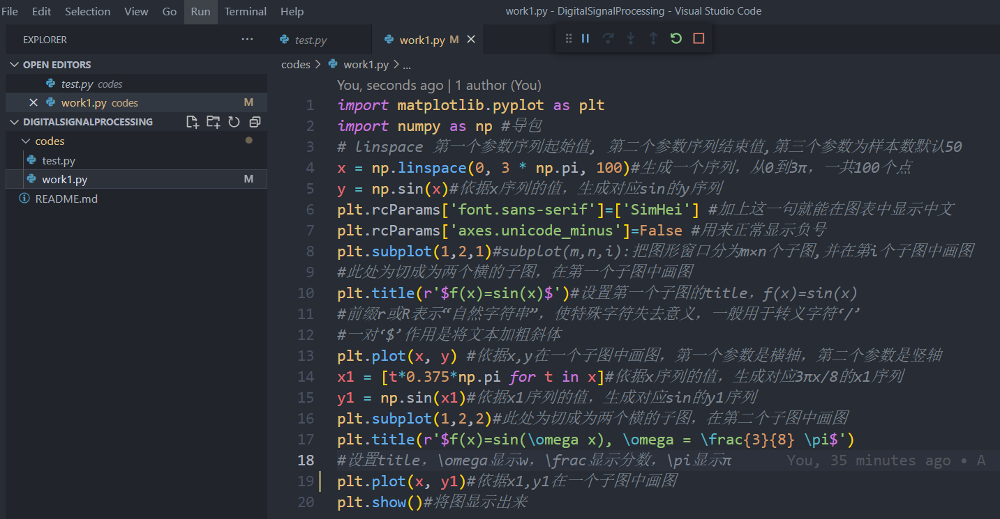 File Edit Selection View Go Run Terminal Help work1.py - DigitalSignalProcessing - Visual Studio Code
EXPLORER ...
test.py
work1.py M
OPEN EDITORS
test.py codes
work1.py codes M
DIGITALSIGNALPROCESSING
codes
test.py
work1.py M
README.md
codes > work1.py > ...
You, seconds ago | 1 author (You)
1 import matplotlib.pyplot as plt
2 import numpy as np #导包
3 # linspace 第一个参数序列起始值, 第二个参数序列结束值,第三个参数为样本数默认50
4 x = np.linspace(0, 3 * np.pi, 100)#生成一个序列，从0到3π，一共100个点
5 y = np.sin(x)#依据x序列的值，生成对应sin的y序列
6 plt.rcParams['font.sans-serif']=['SimHei'] #加上这一句就能在图表中显示中文
7 plt.rcParams['axes.unicode_minus']=False #用来正常显示负号
8 plt.subplot(1,2,1)#subplot(m,n,i):把图形窗口分为m×n个子图,并在第i个子图中画图
9 #此处为切成为两个横的子图，在第一个子图中画图
10 plt.title(r'$f(x)=sin(x)$')#设置第一个子图的title，f(x)=sin(x)
11 #前缀r或R表示“自然字符串”，使特殊字符失去意义，一般用于转义字符‘/’
12 #一对‘$’作用是将文本加粗斜体
13 plt.plot(x, y) #依据x,y在一个子图中画图，第一个参数是横轴，第二个参数是竖轴
14 x1 = [t*0.375*np.pi for t in x]#依据x序列的值，生成对应3πx/8的x1序列
15 y1 = np.sin(x1)#依据x1序列的值，生成对应sin的y1序列
16 plt.subplot(1,2,2)#此处为切成为两个横的子图，在第二个子图中画图
17 plt.title(r'$f(x)=sin(\omega x), \omega = \frac{3}{8} \pi$')
18 #设置title，\omega显示w，\frac显示分数，\pi显示π You, 35 minutes ago • A
19 plt.plot(x, y1)#依据x1,y1在一个子图中画图
20 plt.show()#将图显示出来